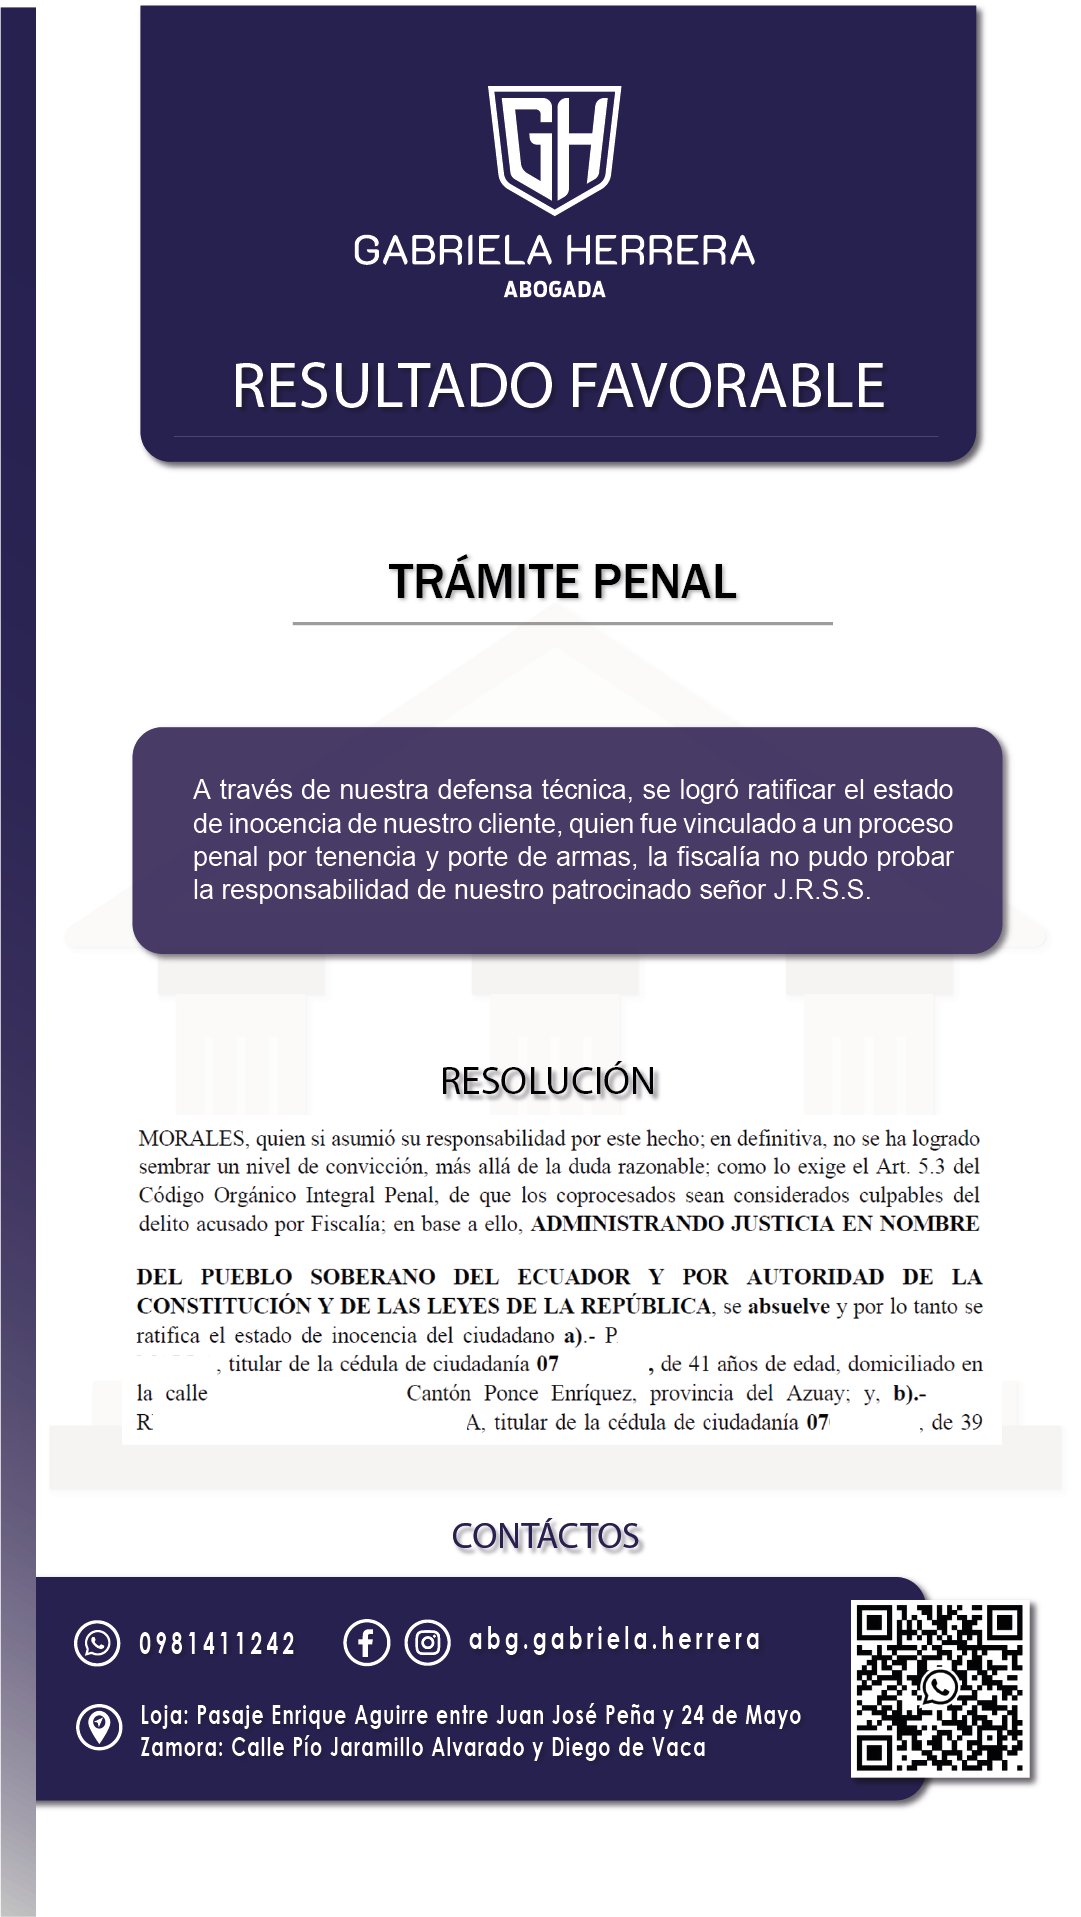 GH
GABRIELA HERRERA
ABOGADA
RESULTADO FAVORABLE
TRÁMITE PENAL
A través de nuestra defensa técnica, se logró ratificar el estado
de inocencia de nuestro cliente, quien fue vinculado a un proceso
penal por tenencia y porte de armas, la fiscalía no pudo probar
la responsabilidad de nuestro patrocinado señor J.R.S.S.
RESOLUCIÓN
MORALES, quien si asumió su responsabilidad por este hecho; en definitiva, no se ha logrado
sembrar un nivel de convicción, más allá de la duda razonable; como lo exige el Art. 5.3 del
Código Orgánico Integral Penal, de que los coprocesados sean considerados culpables del
delito acusado por Fiscalía; en base a ello, ADMINISTRANDO JUSTICIA EN NOMBRE
DEL PUEBLO SOBERANO DEL ECUADOR Y POR AUTORIDAD DE LA
CONSTITUCIÓN Y DE LAS LEYES DE LA REPÚBLICA, se absuelve y por lo tanto se
ratifica el estado de inocencia del ciudadano a).- P
, titular de la cédula de ciudadanía 07 , de 41 años de edad, domiciliado en
la calle Cantón Ponce Enríquez, provincia del Azuay; y, b).-
R A, titular de la cédula de ciudadanía 07 , de 39
CONTÁCTOS
0981411242 abg.gabriela.herrera
Loja: Pasaje Enrique Aguirre entre Juan José Peña y 24 de Mayo
Zamora: Calle Pío Jaramillo Alvarado y Diego de Vaca